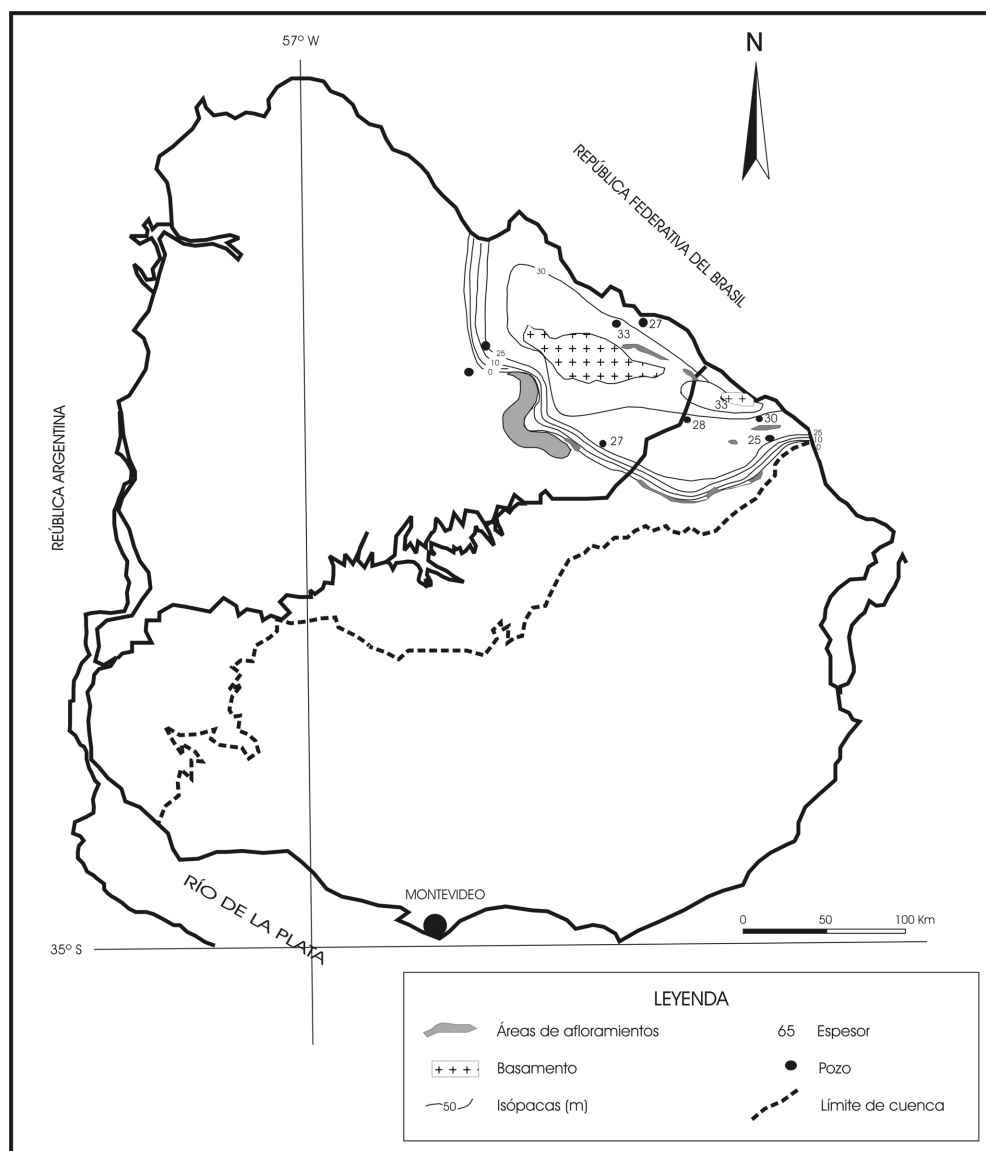 57° W
N
REPÚBLICA FEDERATIVA DEL BRASIL
30
27
33
25
10
0
33
28
30
25
10
0
25
27
REÚBLICA ARGENTINA
MONTEVIDEO
RÍO DE LA PLATA
0 50 100 Km
35° S
LEYENDA
Áreas de afloramientos
65 Espesor
Basamento
Pozo
50 Isópacas (m)
Límite de cuenca